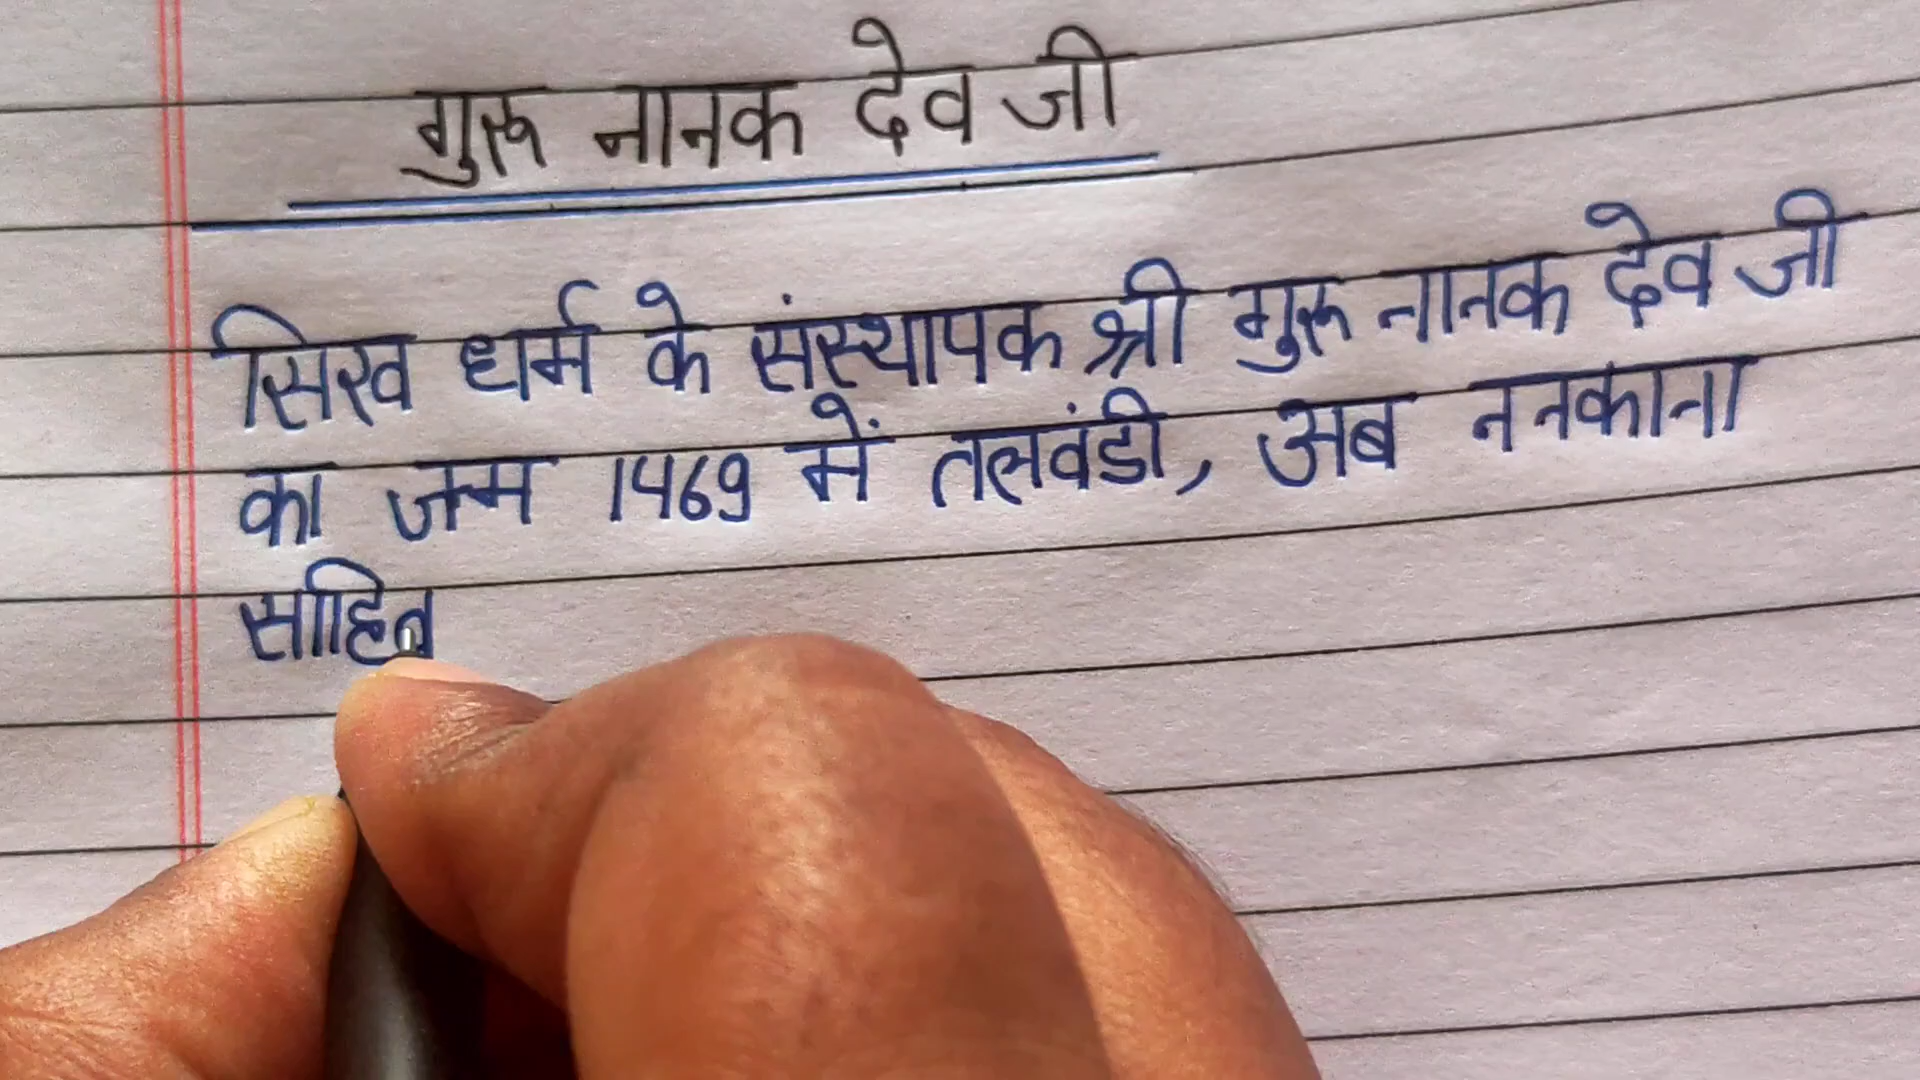 गुरू नानक देव जी
सिख धर्म के संस्थापक श्री गुरू नानक देव जी
का जन्म 1469 में तलवंडी, अब ननकाना
साहिब